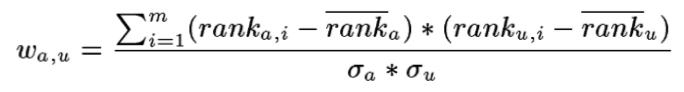 $w_{a,u} = \frac{\sum_{i=1}^{m}(rank_{a,i} - \overline{rank}_a) * (rank_{u,i} - \overline{rank}_u)}{\sigma_a * \sigma_u}$